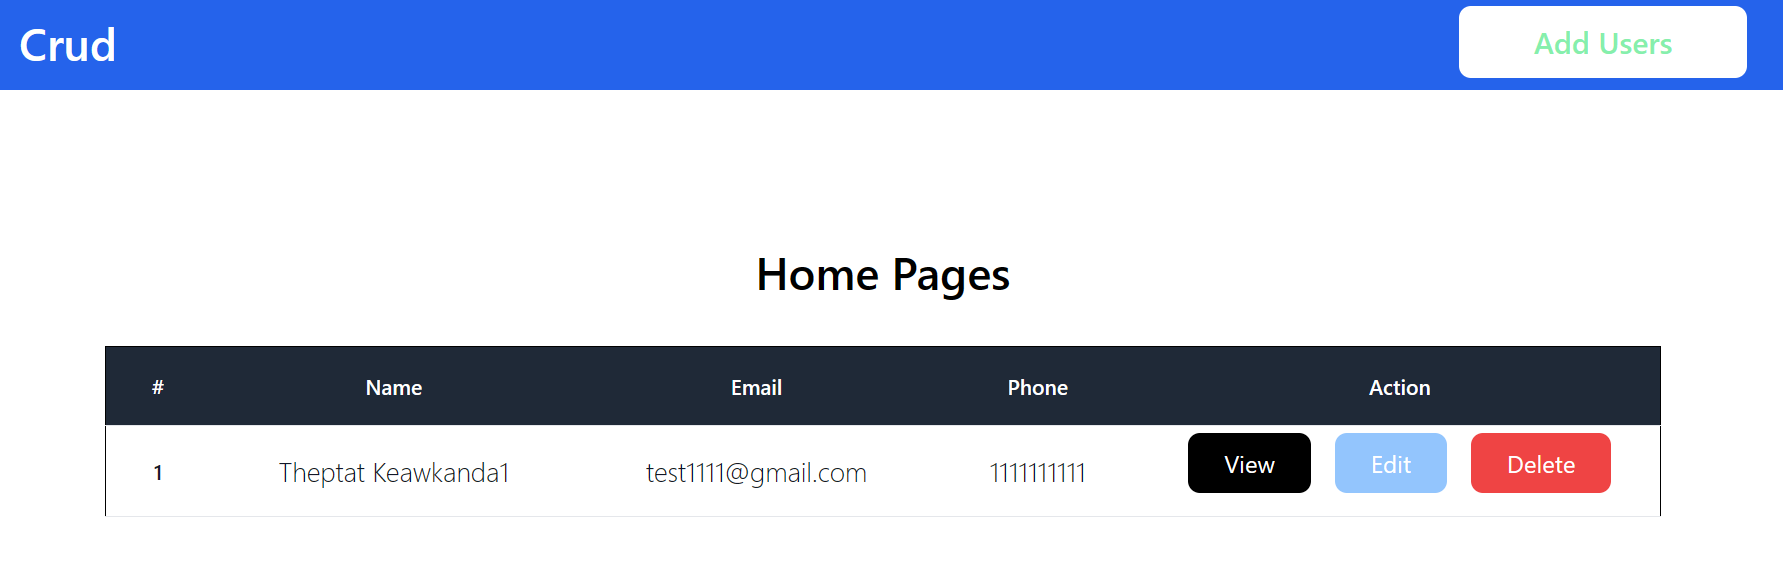 Crud
Add Users
Home Pages
# Name Email Phone Action
1 Theptat Keawkanda1 test1111@gmail.com 1111111111 View Edit Delete